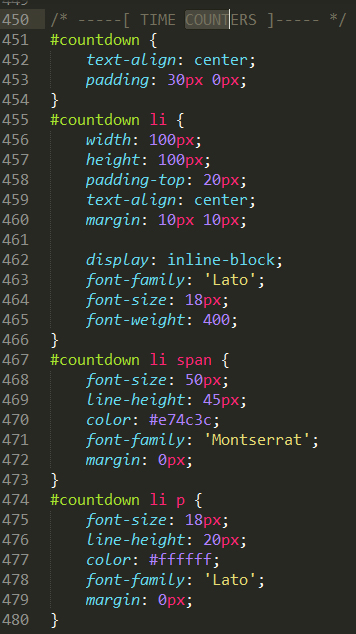 450 /* -----[ TIME COUNTERS ]----- */
451 #countdown {
452     text-align: center;
453     padding: 30px 0px;
454 }
455 #countdown li {
456     width: 100px;
457     height: 100px;
458     padding-top: 20px;
459     text-align: center;
460     margin: 10px 10px;
461
462     display: inline-block;
463     font-family: 'Lato';
464     font-size: 18px;
465     font-weight: 400;
466 }
467 #countdown li span {
468     font-size: 50px;
469     line-height: 45px;
470     color: #e74c3c;
471     font-family: 'Montserrat';
472     margin: 0px;
473 }
474 #countdown li p {
475     font-size: 18px;
476     line-height: 20px;
477     color: #ffffff;
478     font-family: 'Lato';
479     margin: 0px;
480 }